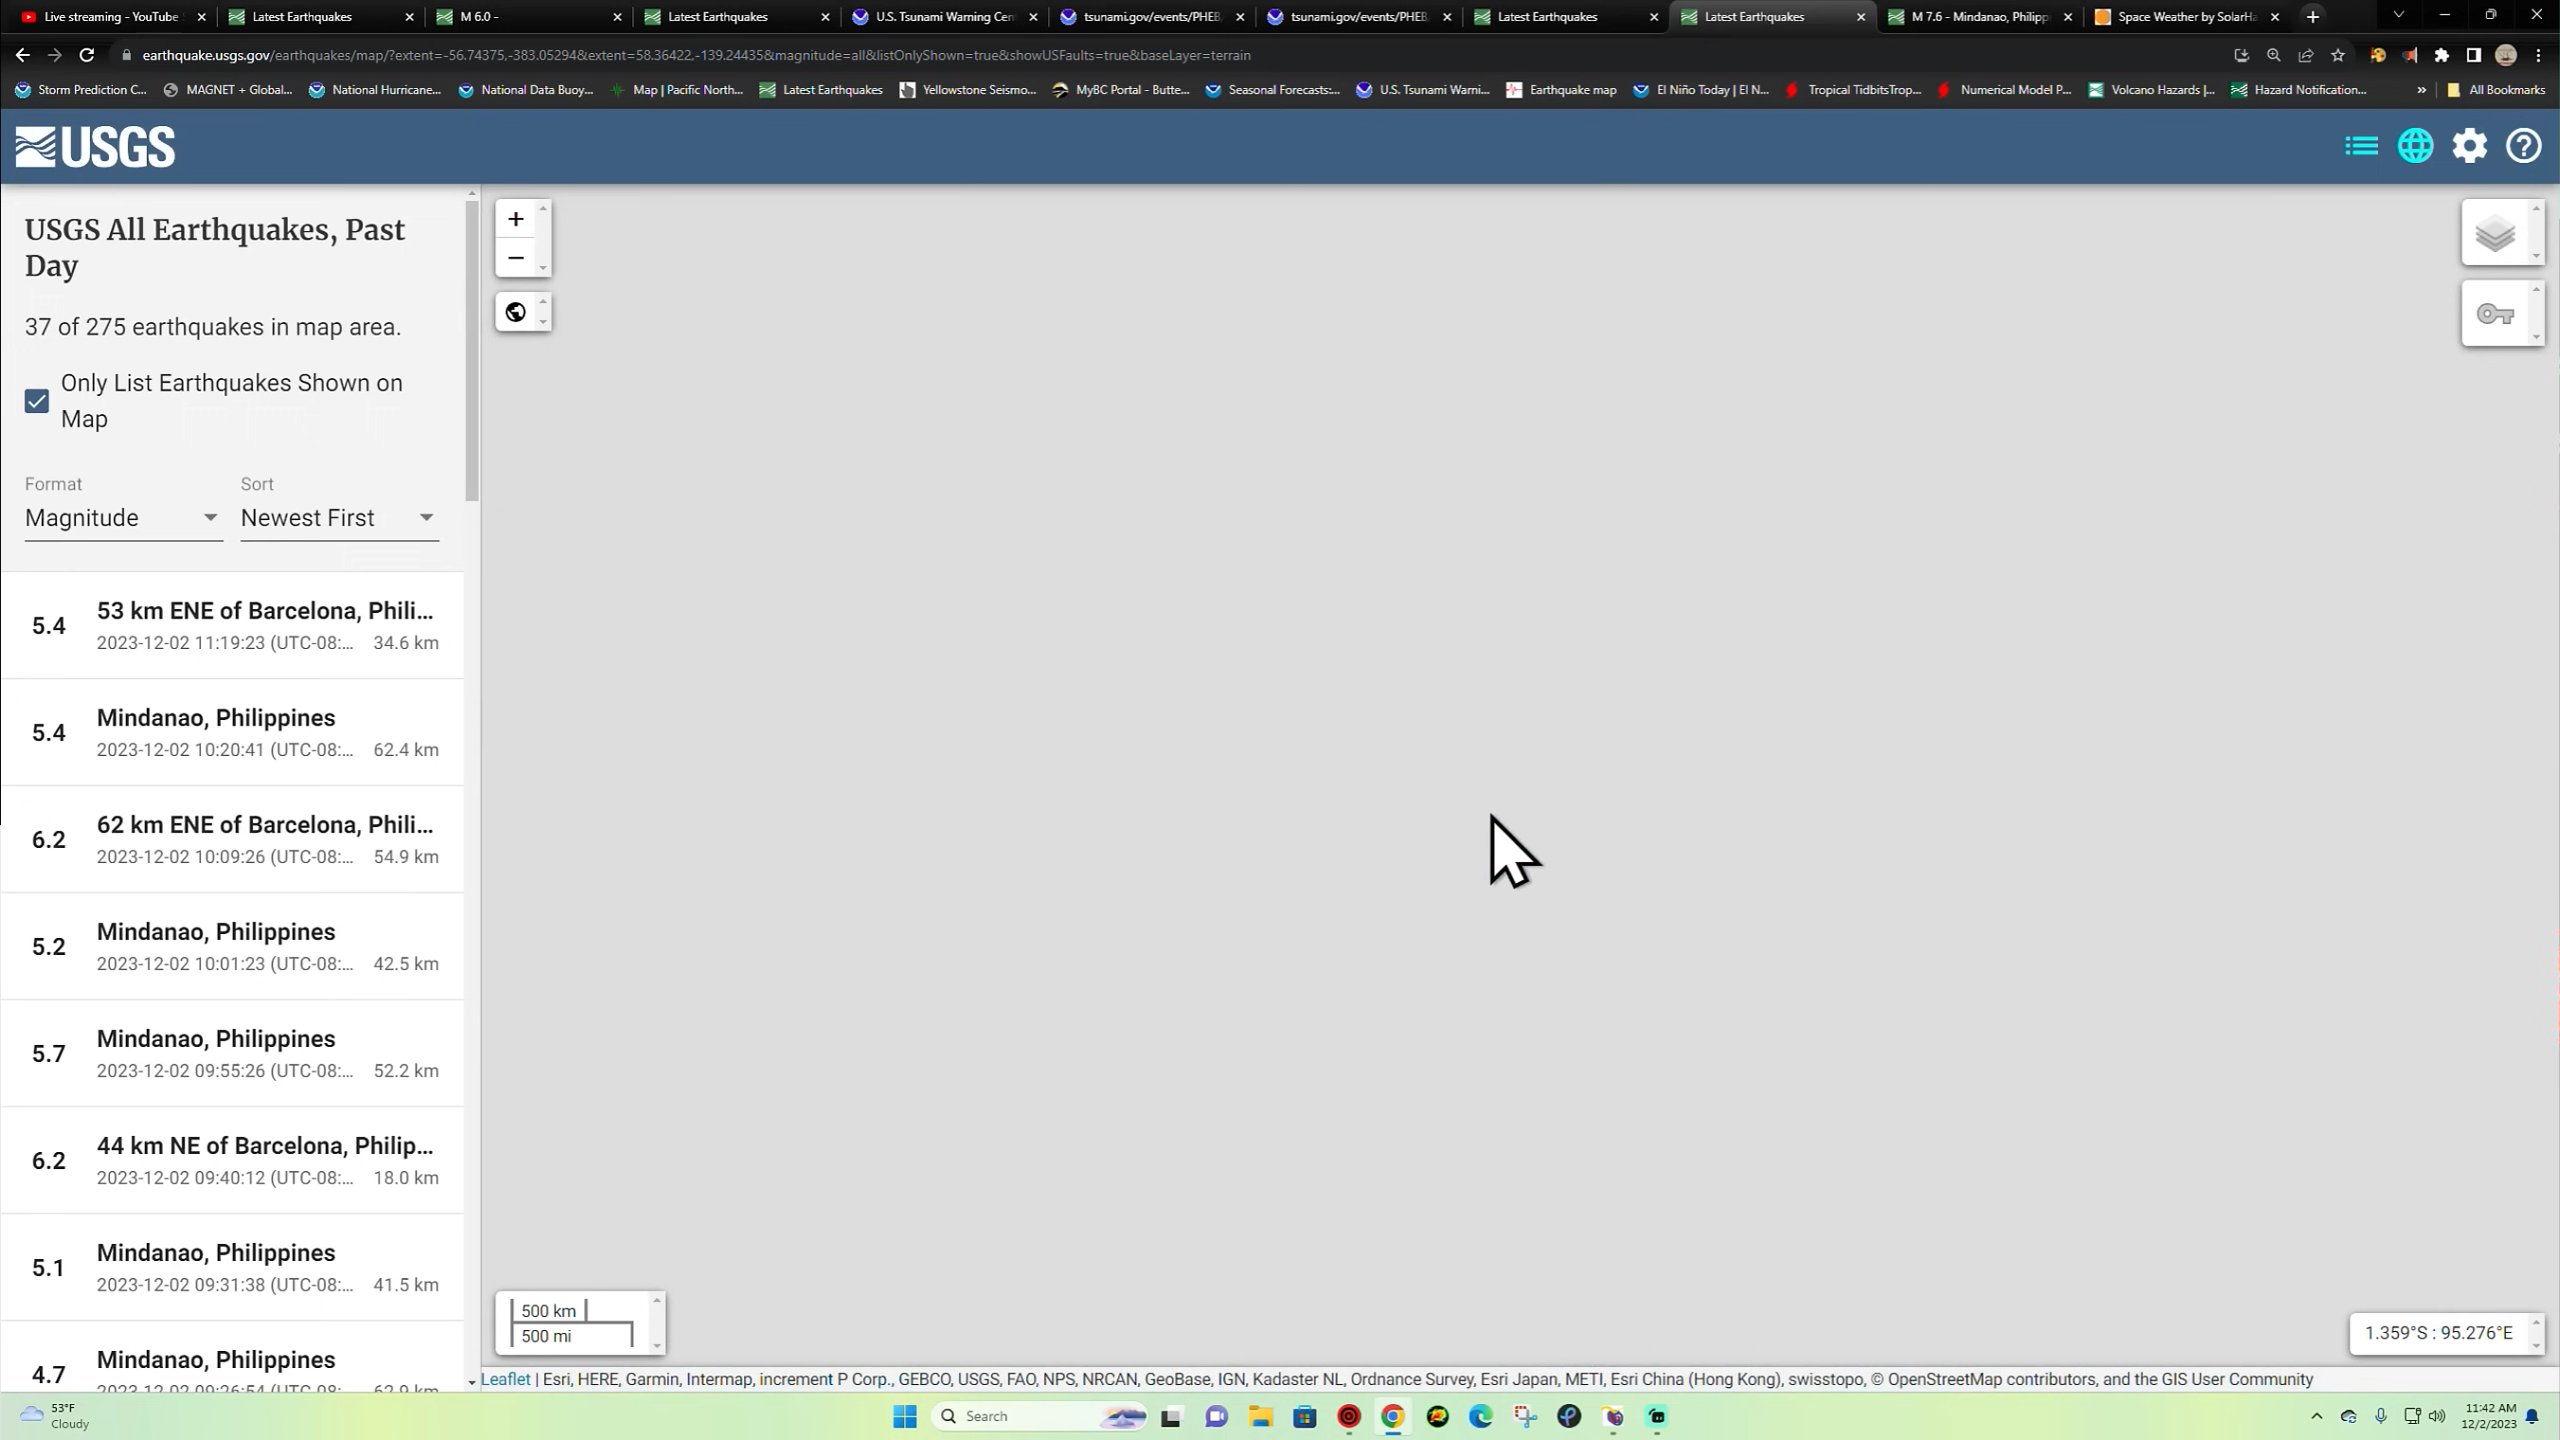 Live streaming - YouTube
Latest Earthquakes
M 6.0 -
Latest Earthquakes
U.S. Tsunami Warning Cen
tsunami.gov/events/PHEB
tsunami.gov/events/PHEB
Latest Earthquakes
Latest Earthquakes
M 7.6 - Mindanao, Philipp
Space Weather by SolarHa
earthquake.usgs.gov/earthquakes/map/?extent=-56.74375,-383.05294&extent=58.36422,-139.24435&magnitude=all&listOnlyShown=true&showUSFaults=true&baseLayer=terrain
Storm Prediction C...
MAGNET + Global...
National Hurricane...
National Data Buoy...
Map | Pacific North...
Latest Earthquakes
Yellowstone Seismo...
MyBC Portal - Butte...
Seasonal Forecasts:...
U.S. Tsunami Warni...
Earthquake map
El Niño Today | El N...
Tropical TidbitsTrop...
Numerical Model P...
Volcano Hazards |...
Hazard Notification...
»
All Bookmarks
USGS
USGS All Earthquakes, Past
Day
37 of 275 earthquakes in map area.
Only List Earthquakes Shown on
Map
Format
Sort
Magnitude
Newest First
5.4
53 km ENE of Barcelona, Phili...
2023-12-02 11:19:23 (UTC-08:... 34.6 km
5.4
Mindanao, Philippines
2023-12-02 10:20:41 (UTC-08:... 62.4 km
6.2
62 km ENE of Barcelona, Phili...
2023-12-02 10:09:26 (UTC-08:... 54.9 km
5.2
Mindanao, Philippines
2023-12-02 10:01:23 (UTC-08:... 42.5 km
5.7
Mindanao, Philippines
2023-12-02 09:55:26 (UTC-08:... 52.2 km
6.2
44 km NE of Barcelona, Philip...
2023-12-02 09:40:12 (UTC-08:... 18.0 km
5.1
Mindanao, Philippines
2023-12-02 09:31:38 (UTC-08:... 41.5 km
4.7
Mindanao, Philippines
2023-12-02 09:26:54 (UTC-08:... 62.9 km
+
−
500 km
500 mi
1.359°S : 95.276°E
Leaflet | Esri, HERE, Garmin, Intermap, increment P Corp., GEBCO, USGS, FAO, NPS, NRCAN, GeoBase, IGN, Kadaster NL, Ordnance Survey, Esri Japan, METI, Esri China (Hong Kong), swisstopo, © OpenStreetMap contributors, and the GIS User Community
53°F
Cloudy
Search
11:42 AM
12/2/2023